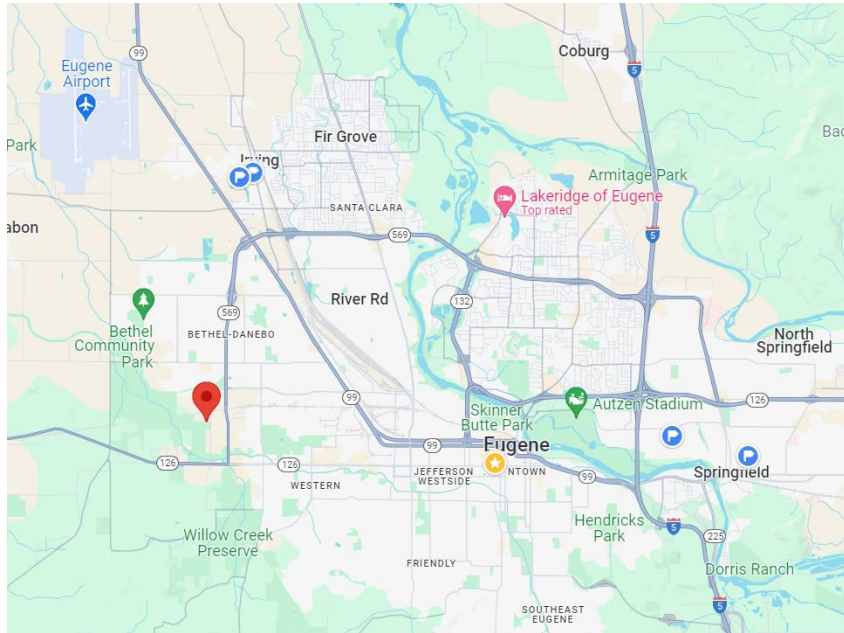 99
5
Coburg
Eugene
Airport
Park
Fir Grove
Irving
Armitage Park
Lakeridge of Eugene
Top rated
SANTA CLARA
abon
569
5
132
River Rd
569
BETHEL-DANEBO
Bethel
Community
Park
North
Springfield
99
126
Skinner
Butte Park
Autzen Stadium
99
Eugene
126
126
JEFFERSON
WESTSIDE
99
Springfield
WESTERN
Hendricks
Park
5
225
Willow Creek
Preserve
FRIENDLY
Dorris Ranch
SOUTHEAST
EUGENE
5